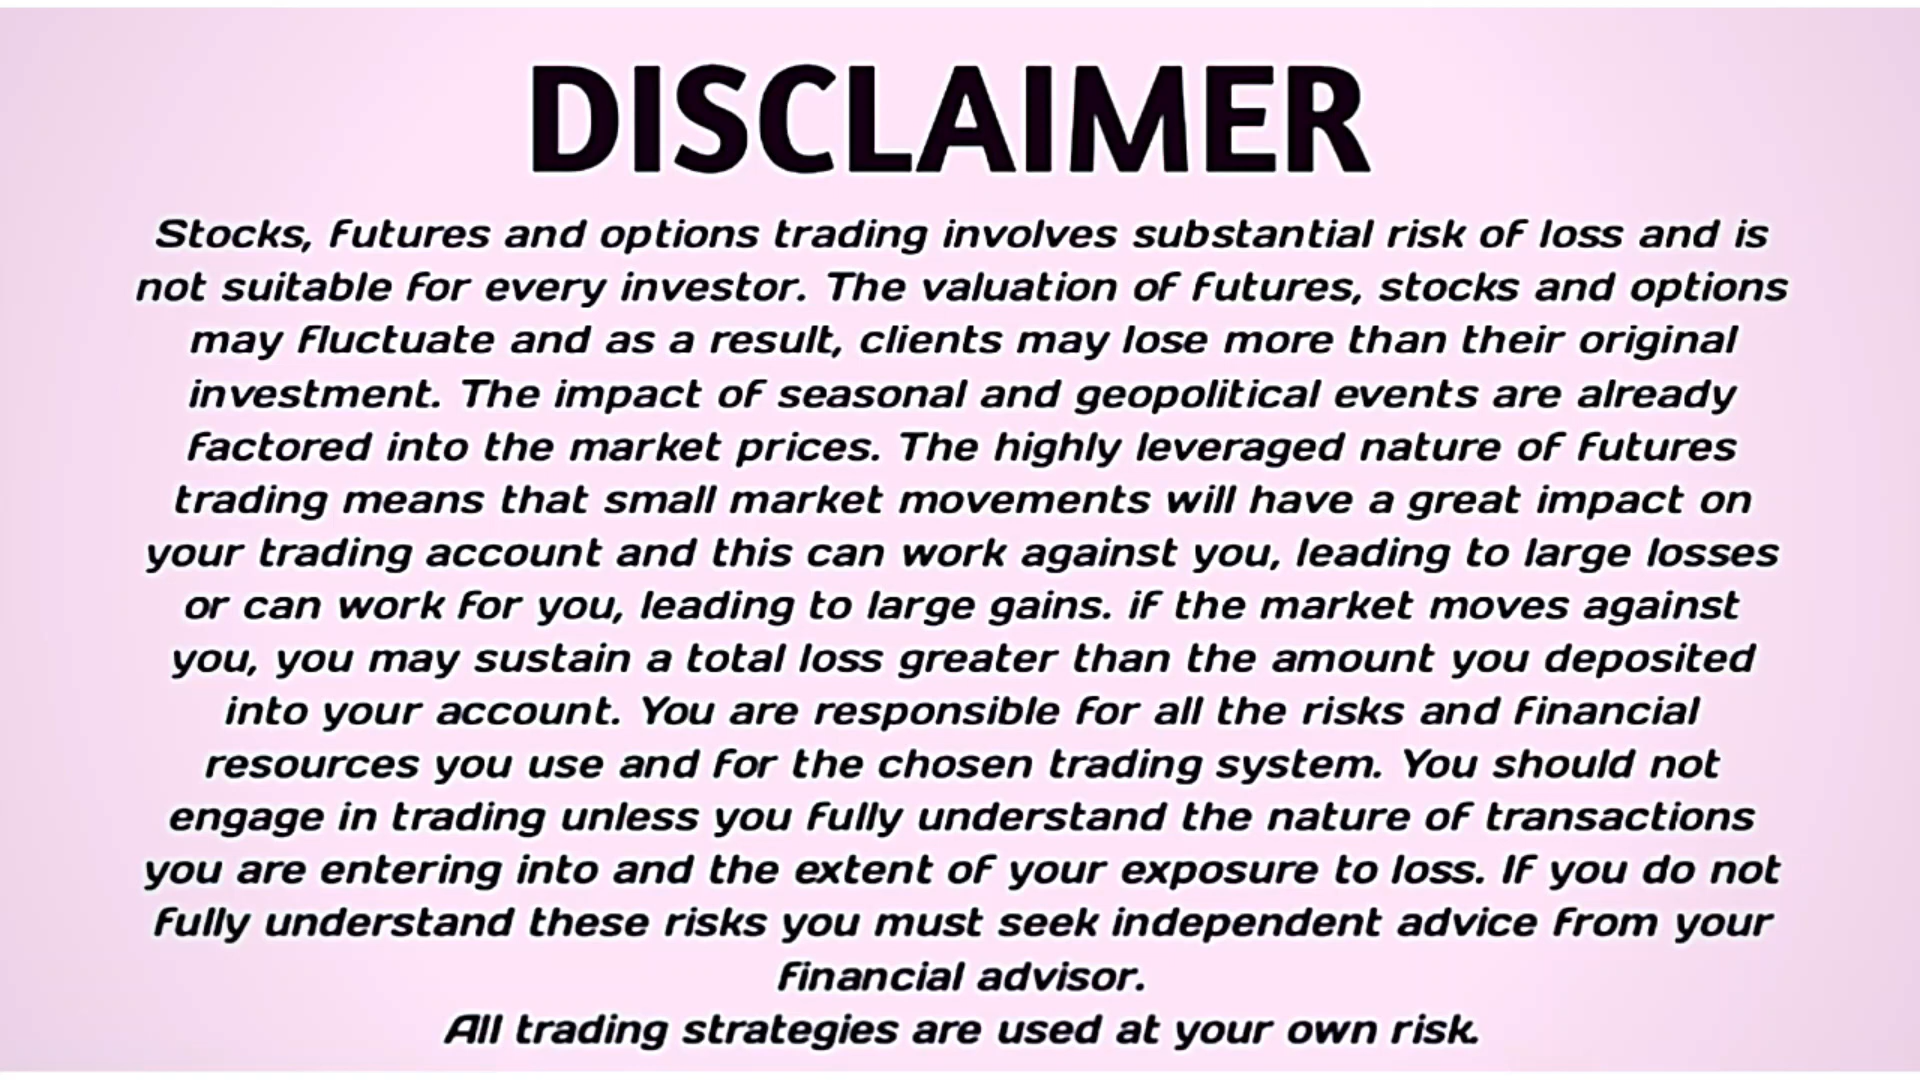 DISCLAIMER
Stocks, futures and options trading involves substantial risk of loss and is
not suitable for every investor. The valuation of futures, stocks and options
may fluctuate and as a result, clients may lose more than their original
investment. The impact of seasonal and geopolitical events are already
factored into the market prices. The highly leveraged nature of futures
trading means that small market movements will have a great impact on
your trading account and this can work against you, leading to large losses
or can work for you, leading to large gains. if the market moves against
you, you may sustain a total loss greater than the amount you deposited
into your account. You are responsible for all the risks and financial
resources you use and for the chosen trading system. You should not
engage in trading unless you fully understand the nature of transactions
you are entering into and the extent of your exposure to loss. If you do not
fully understand these risks you must seek independent advice from your
financial advisor.
All trading strategies are used at your own risk.